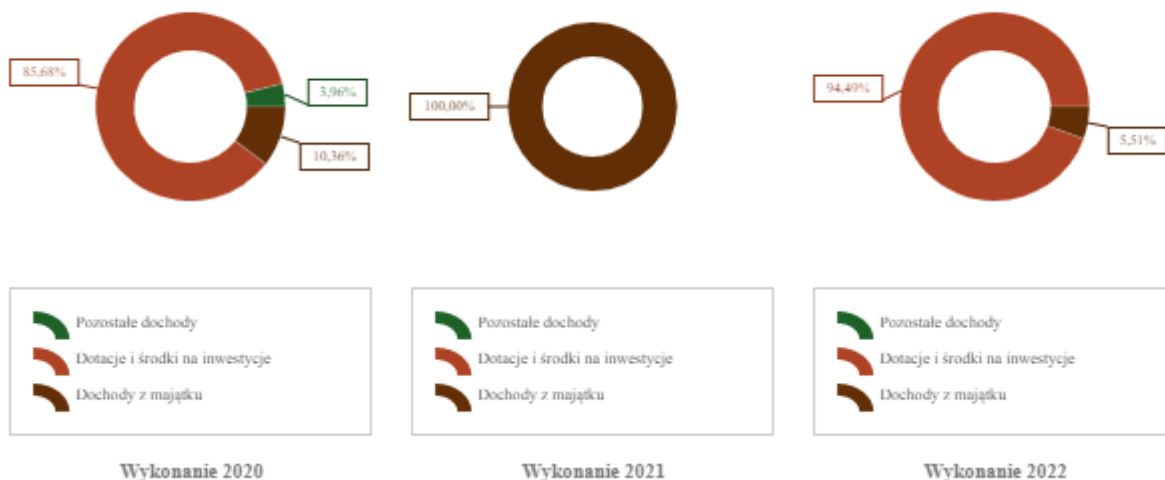 85,68%
3,96%
10,36%
100,00%
94,49%
5,51%
Pozostałe dochody
Dotacje i środki na inwestycje
Dochody z majątku
Wykonanie 2020
Pozostałe dochody
Dotacje i środki na inwestycje
Dochody z majątku
Wykonanie 2021
Pozostałe dochody
Dotacje i środki na inwestycje
Dochody z majątku
Wykonanie 2022